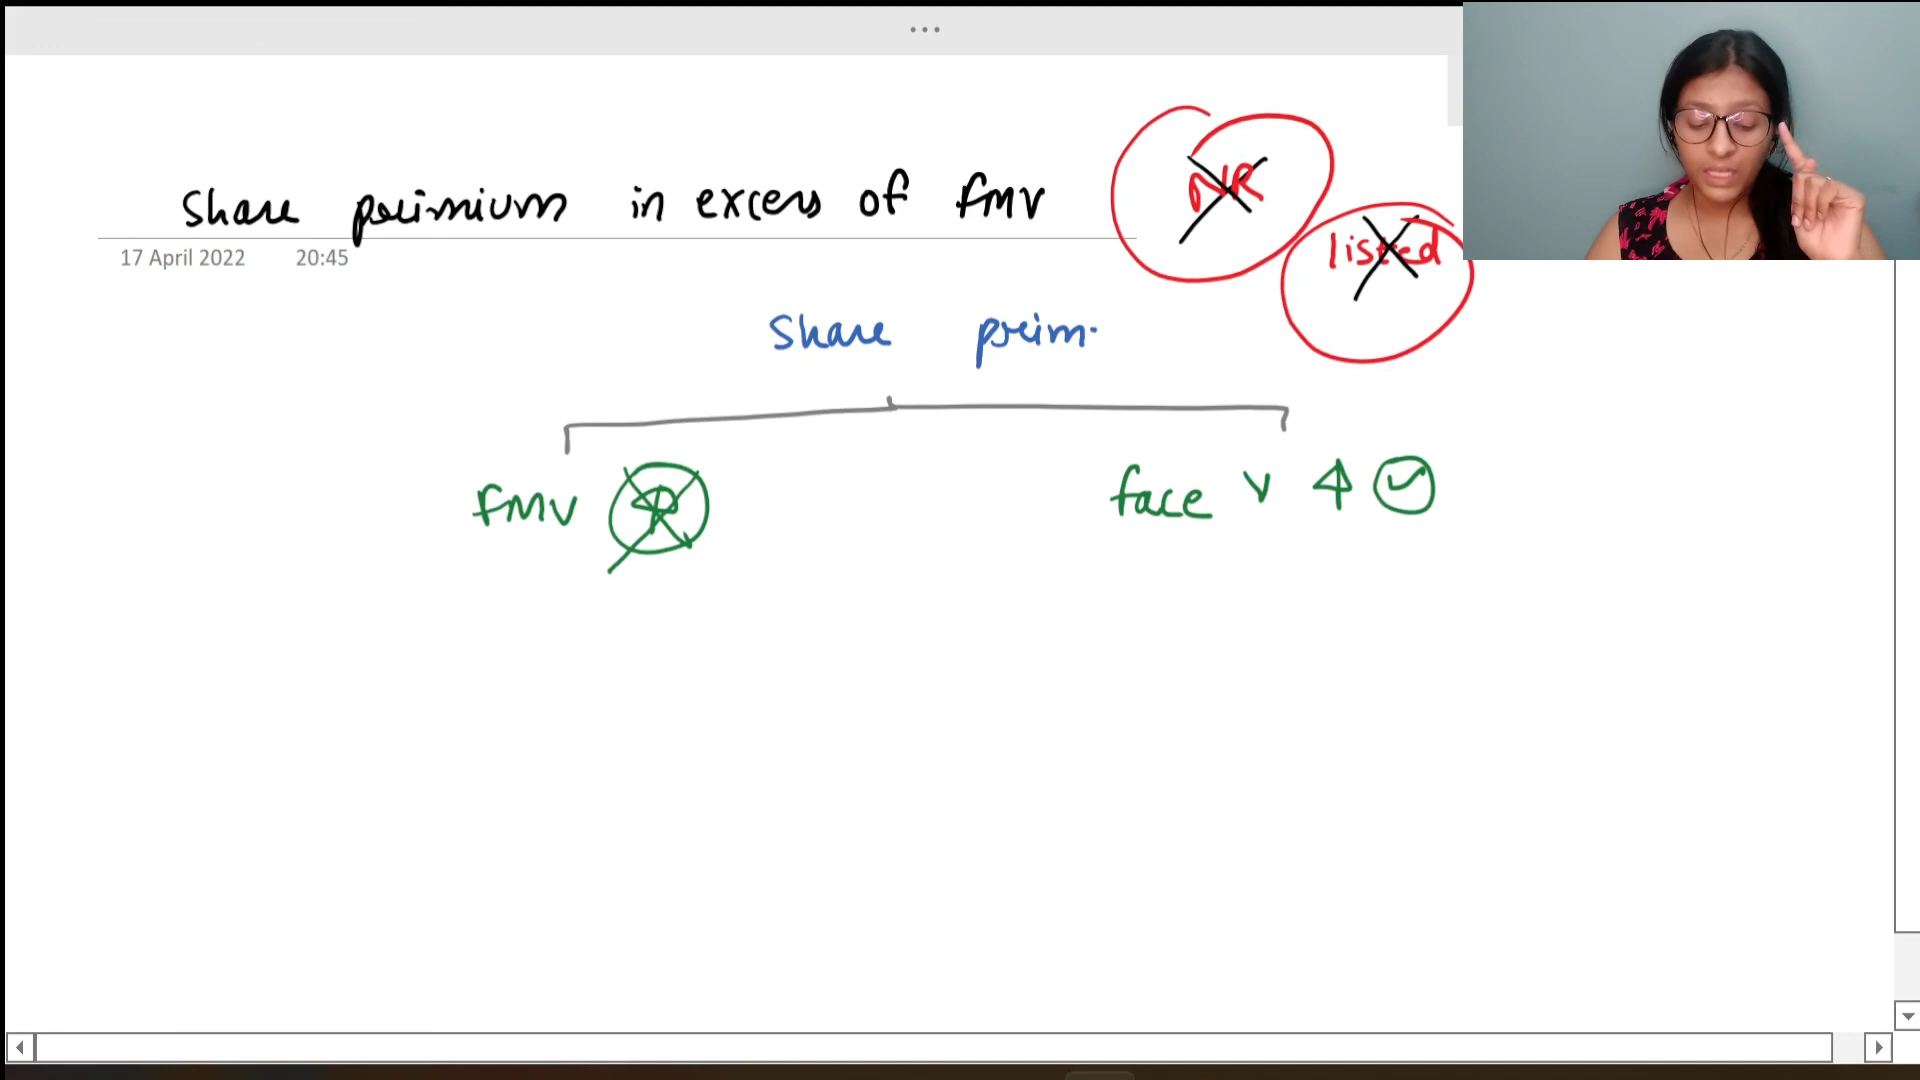 ...
Share premium in excess of FMV
NR
17 April 2022 20:45
listed
Share prem.
FMV
face v